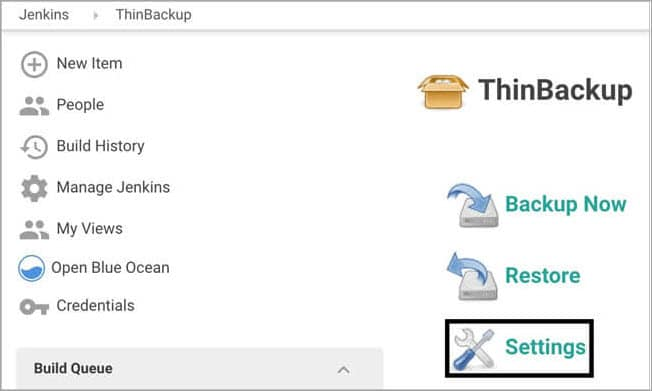 Jenkins ThinBackup
New Item
People
Build History
Manage Jenkins
My Views
Open Blue Ocean
Credentials
Build Queue
ThinBackup
Backup Now
Restore
Settings